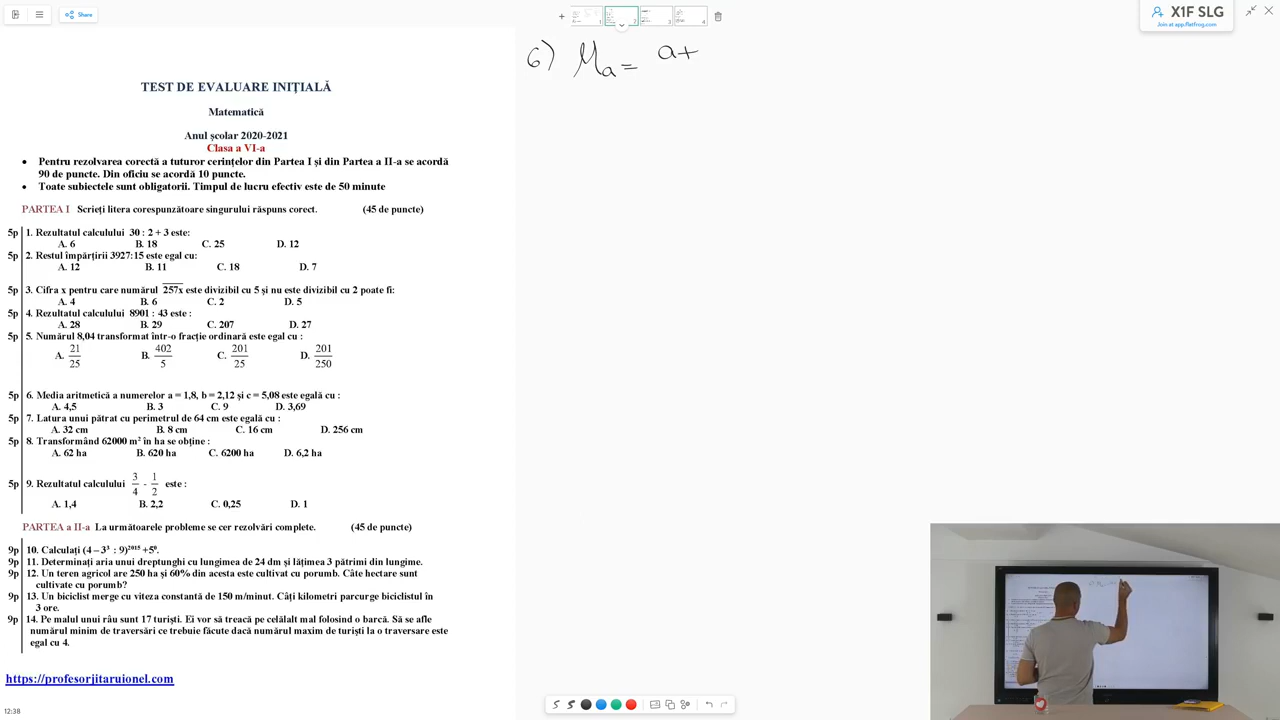 Share
+
1
2
3
4
X1F SLG
Join at app.flatfrog.com
6) Ma = a+
TEST DE EVALUARE INIȚIALĂ
Matematică
Anul școlar 2020-2021
Clasa a VI-a
• Pentru rezolvarea corectă a tuturor cerințelor din Partea I și din Partea a II-a se acordă
90 de puncte. Din oficiu se acordă 10 puncte.
• Toate subiectele sunt obligatorii. Timpul de lucru efectiv este de 50 minute
PARTEA I Scrieți litera corespunzătoare singurului răspuns corect. (45 de puncte)
5p 1. Rezultatul calculului 30 : 2 + 3 este:
A. 6 B. 18 C. 25 D. 12
5p 2. Restul împărțirii 3927:15 este egal cu:
A. 12 B. 11 C. 18 D. 7
5p 3. Cifra x pentru care numărul 257x este divizibil cu 5 și nu este divizibil cu 2 poate fi:
A. 4 B. 6 C. 2 D. 5
5p 4. Rezultatul calculului 8901 : 43 este :
A. 28 B. 29 C. 207 D. 27
5p 5. Numărul 8,04 transformat într-o fracție ordinară este egal cu :
A. 21/25 B. 402/5 C. 201/25 D. 201/250
5p 6. Media aritmetică a numerelor a = 1,8, b = 2,12 și c = 5,08 este egală cu :
A. 4,5 B. 3 C. 9 D. 3,69
5p 7. Latura unui pătrat cu perimetrul de 64 cm este egală cu :
A. 32 cm B. 8 cm C. 16 cm D. 256 cm
5p 8. Transformând 62000 m² în ha se obține :
A. 62 ha B. 620 ha C. 6200 ha D. 6,2 ha
5p 9. Rezultatul calculului 3/4 - 1/2 este :
A. 1,4 B. 2,2 C. 0,25 D. 1
PARTEA a II-a La următoarele probleme se cer rezolvări complete. (45 de puncte)
9p 10. Calculați (4 – 3³ : 9)²⁰¹⁵ +5⁰.
9p 11. Determinați aria unui dreptunghi cu lungimea de 24 dm și lățimea 3 pătrimi din lungime.
9p 12. Un teren agricol are 250 ha și 60% din acesta este cultivat cu porumb. Câte hectare sunt
cultivate cu porumb?
9p 13. Un biciclist merge cu viteza constantă de 150 m/minut. Câți kilometri parcurge biciclistul în
3 ore.
9p 14. Pe malul unui râu sunt 17 turiști. Ei vor să treacă pe celălalt mal folosind o barcă. Să se afle
numărul minim de traversări ce trebuie făcute dacă numărul maxim de turiști la o traversare este
egal cu 4.
https://profesorjitaruionel.com
12:38